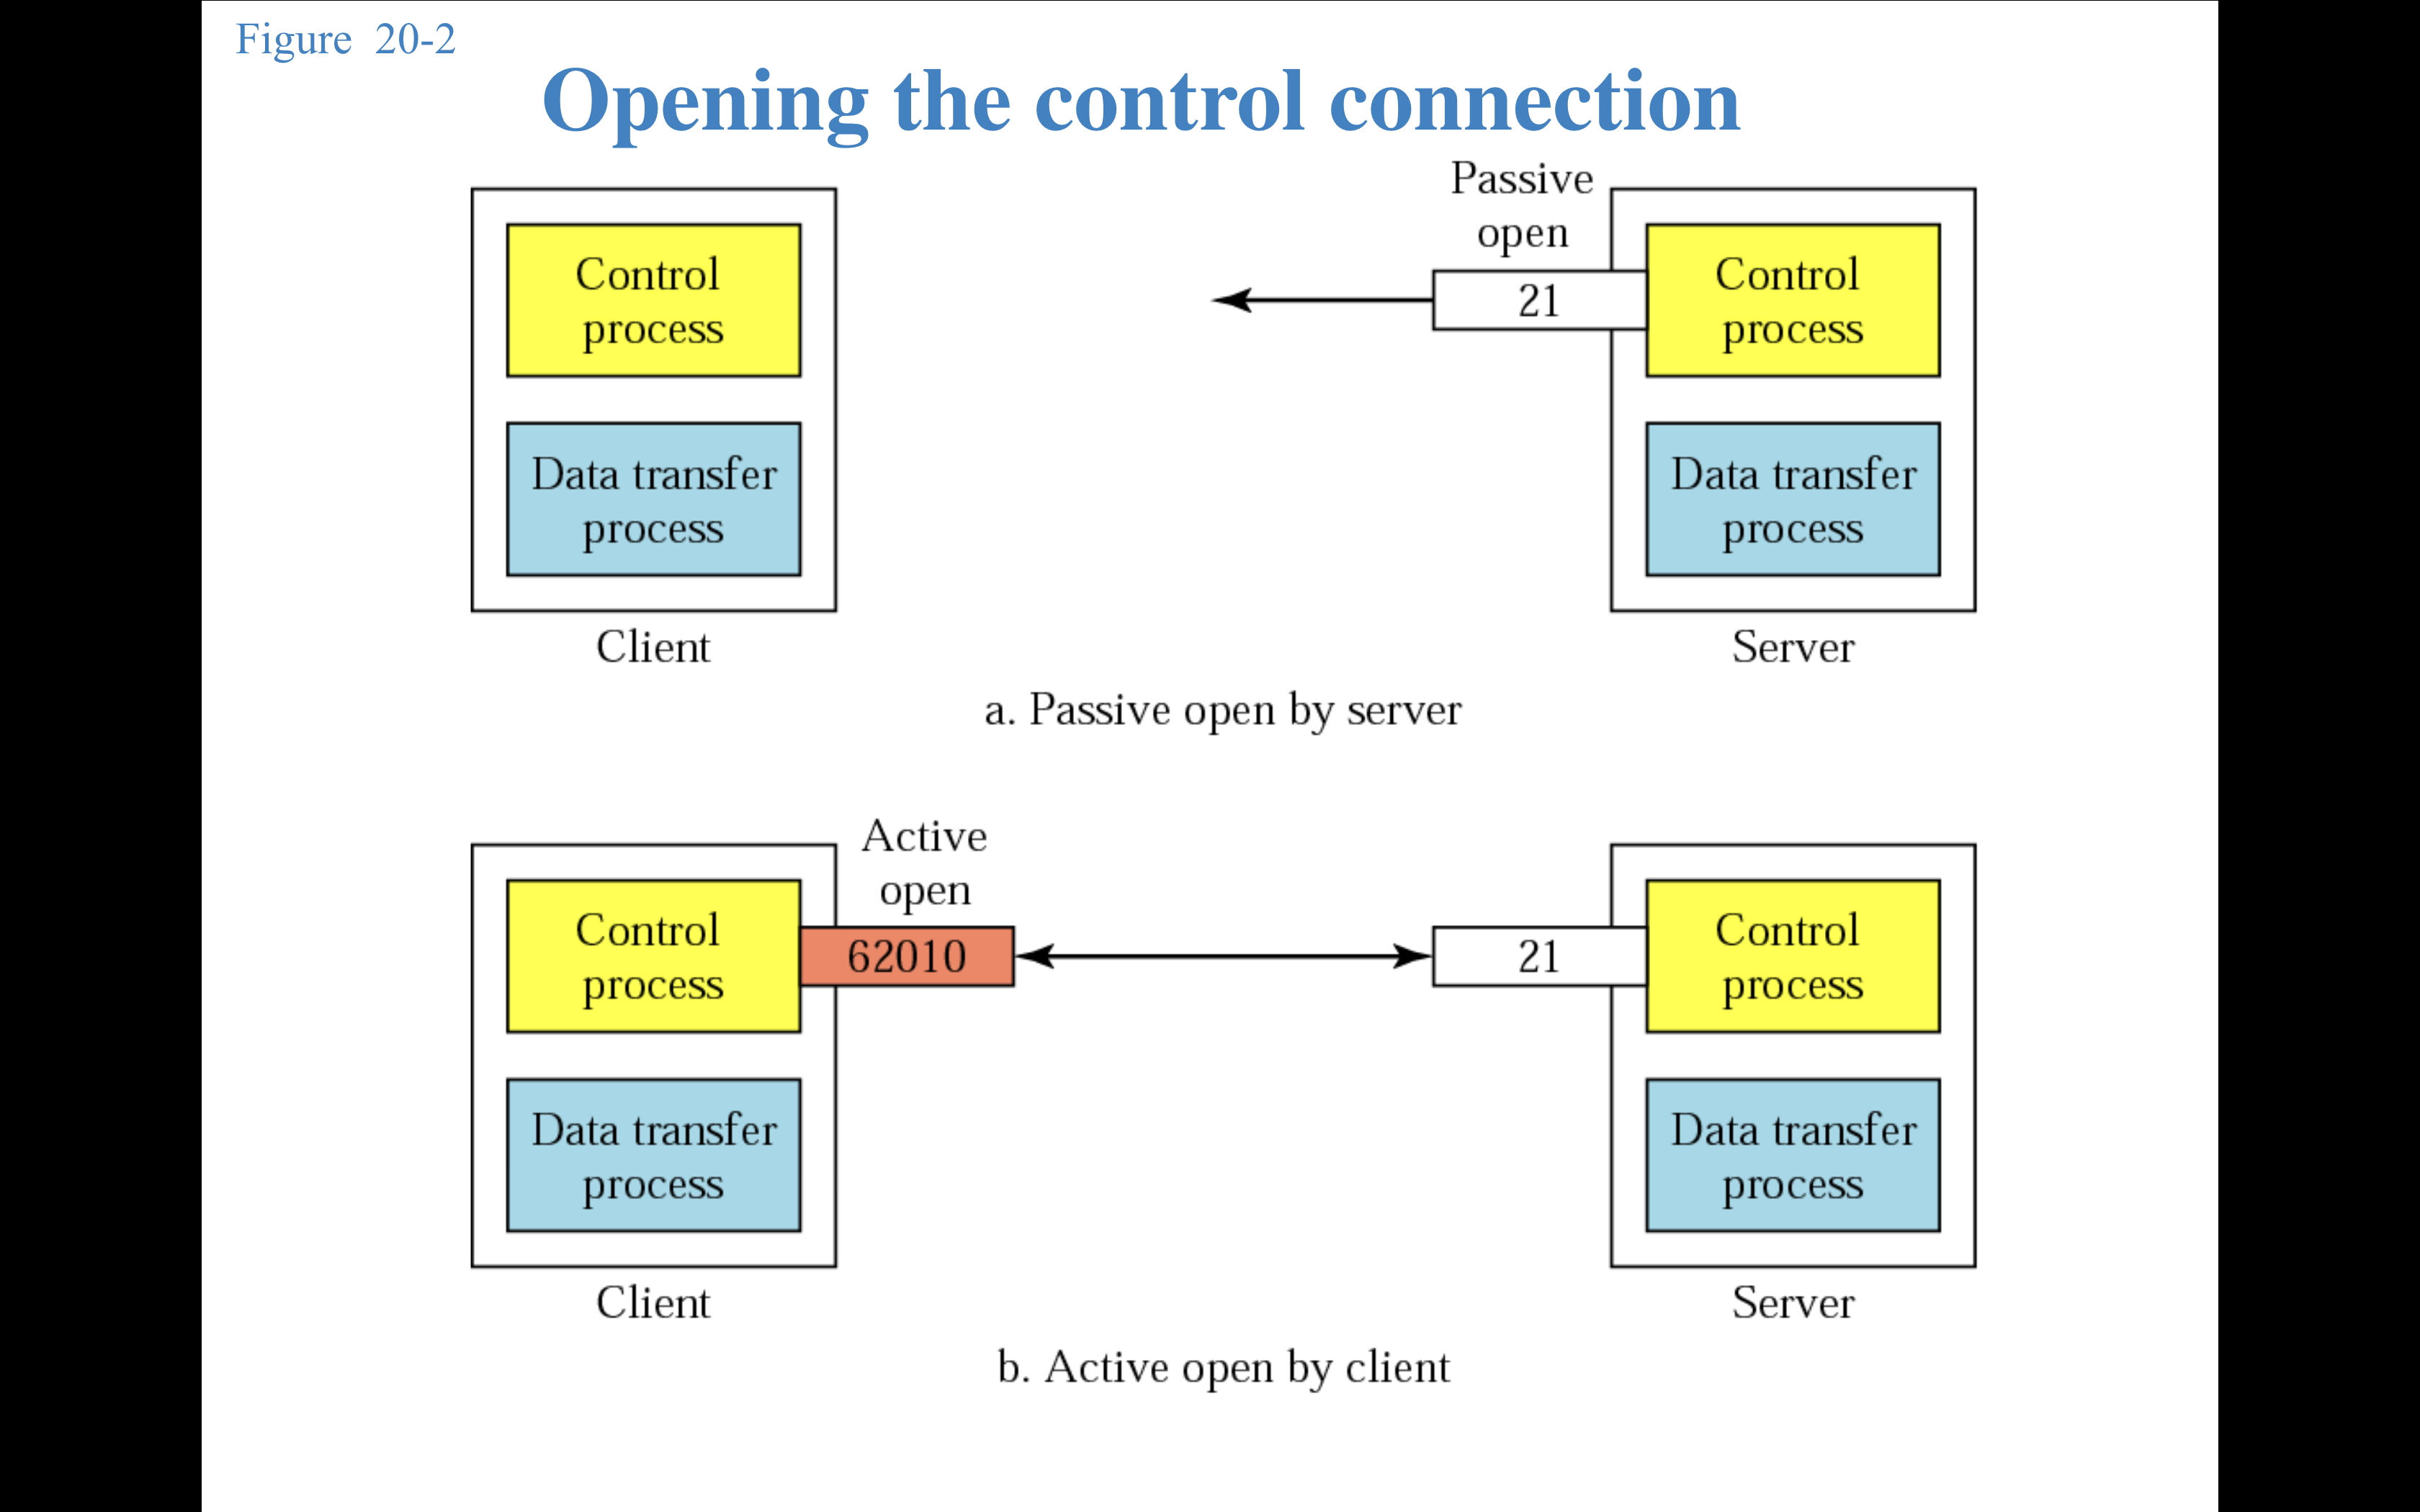 Figure 20-2
Opening the control connection
Passive
open
Control
process
21
Control
process
Data transfer
process
Data transfer
process
Client
Server
a. Passive open by server
Active
open
Control
process
62010
21
Control
process
Data transfer
process
Data transfer
process
Client
Server
b. Active open by client